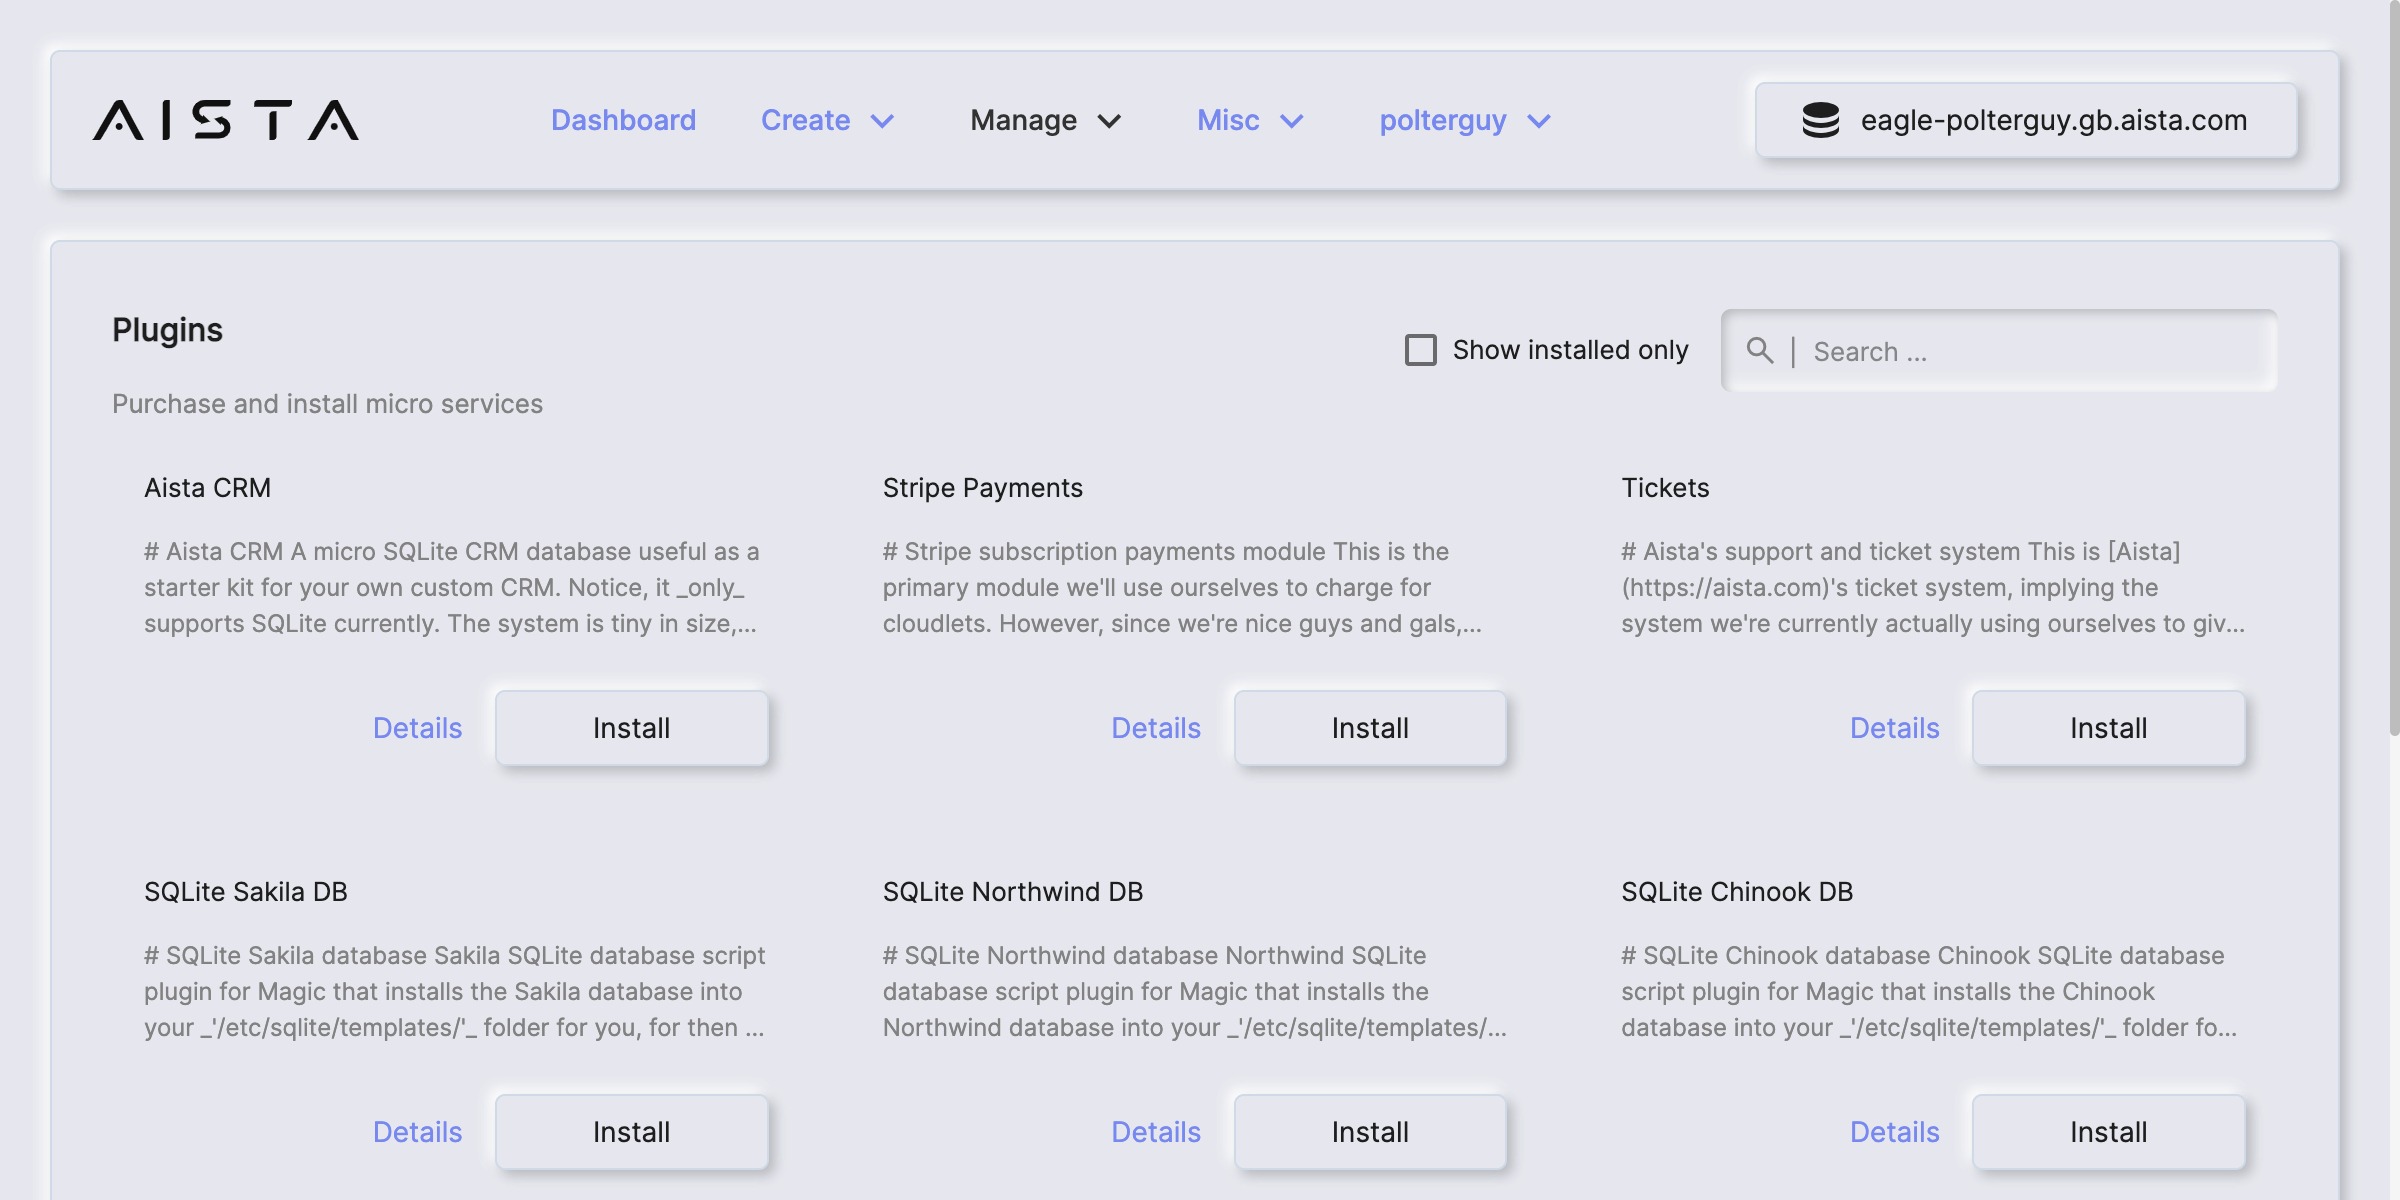 AISTA
Dashboard
Create
Manage
Misc
polterguy
eagle-polterguy.gb.aista.com
Plugins
Show installed only
Search ...
Purchase and install micro services
Aista CRM
# Aista CRM A micro SQLite CRM database useful as a
starter kit for your own custom CRM. Notice, it _only_
supports SQLite currently. The system is tiny in size,...
Details
Install
Stripe Payments
# Stripe subscription payments module This is the
primary module we'll use ourselves to charge for
cloudlets. However, since we're nice guys and gals,...
Details
Install
Tickets
# Aista's support and ticket system This is [Aista]
(https://aista.com)'s ticket system, implying the
system we're currently actually using ourselves to giv...
Details
Install
SQLite Sakila DB
# SQLite Sakila database Sakila SQLite database script
plugin for Magic that installs the Sakila database into
your _'/etc/sqlite/templates/'_ folder for you, for then ...
Details
Install
SQLite Northwind DB
# SQLite Northwind database Northwind SQLite
database script plugin for Magic that installs the
Northwind database into your _'/etc/sqlite/templates/...
Details
Install
SQLite Chinook DB
# SQLite Chinook database Chinook SQLite database
script plugin for Magic that installs the Chinook
database into your _'/etc/sqlite/templates/'_ folder fo...
Details
Install